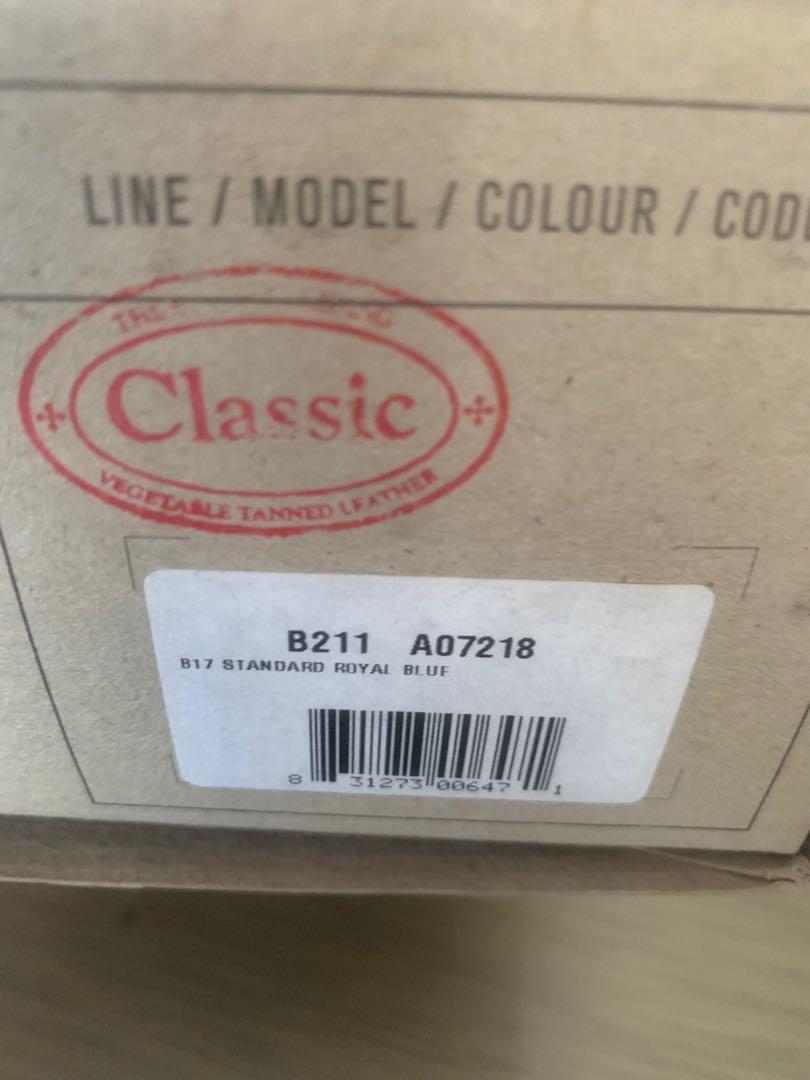 LINE / MODEL / COLOUR / COD
Classic
VEGETABLE TANNED LEATHER
B211 A07218
B17 STANDARD ROYAL BLUE
8 31273 00647 1